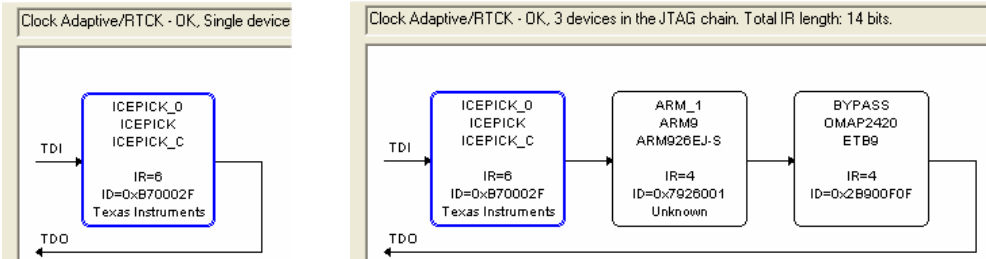 Clock Adaptive/RTCK - OK, Single device
TDI
ICEPICK_0
ICEPICK
ICEPICK_C
IR=6
ID=0xB70002F
Texas Instruments
TDO
Clock Adaptive/RTCK - OK, 3 devices in the JTAG chain. Total IR length: 14 bits.
TDI
ICEPICK_0
ICEPICK
ICEPICK_C
IR=6
ID=0xB70002F
Texas Instruments
ARM_1
ARM9
ARM926EJ-S
IR=4
ID=0x7926001
Unknown
BYPASS
OMAP2420
ETB9
IR=4
ID=0x2B900F0F
TDO